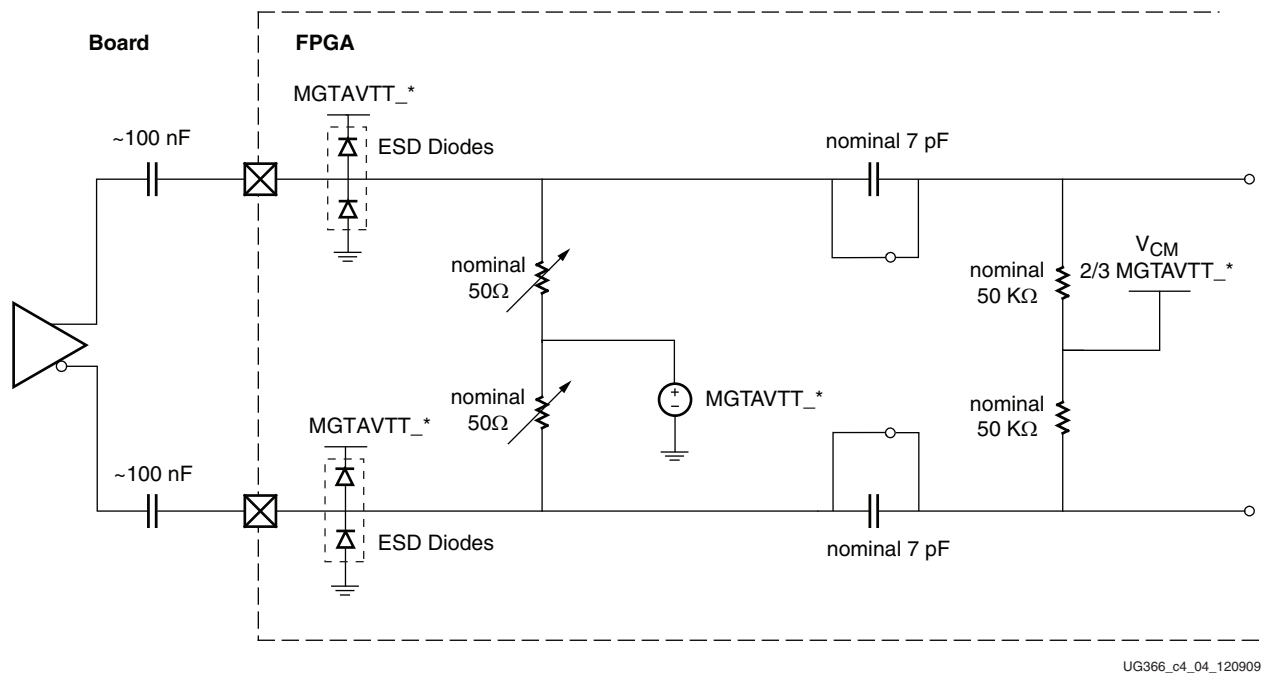 Board
FPGA
MGTAVTT_*
~100 nF
ESD Diodes
nominal 7 pF
nominal
50Ω
nominal
50 KΩ
VCM
2/3 MGTAVTT_*
+
−
MGTAVTT_*
nominal
50Ω
nominal
50 KΩ
MGTAVTT_*
~100 nF
ESD Diodes
nominal 7 pF
UG366_c4_04_120909